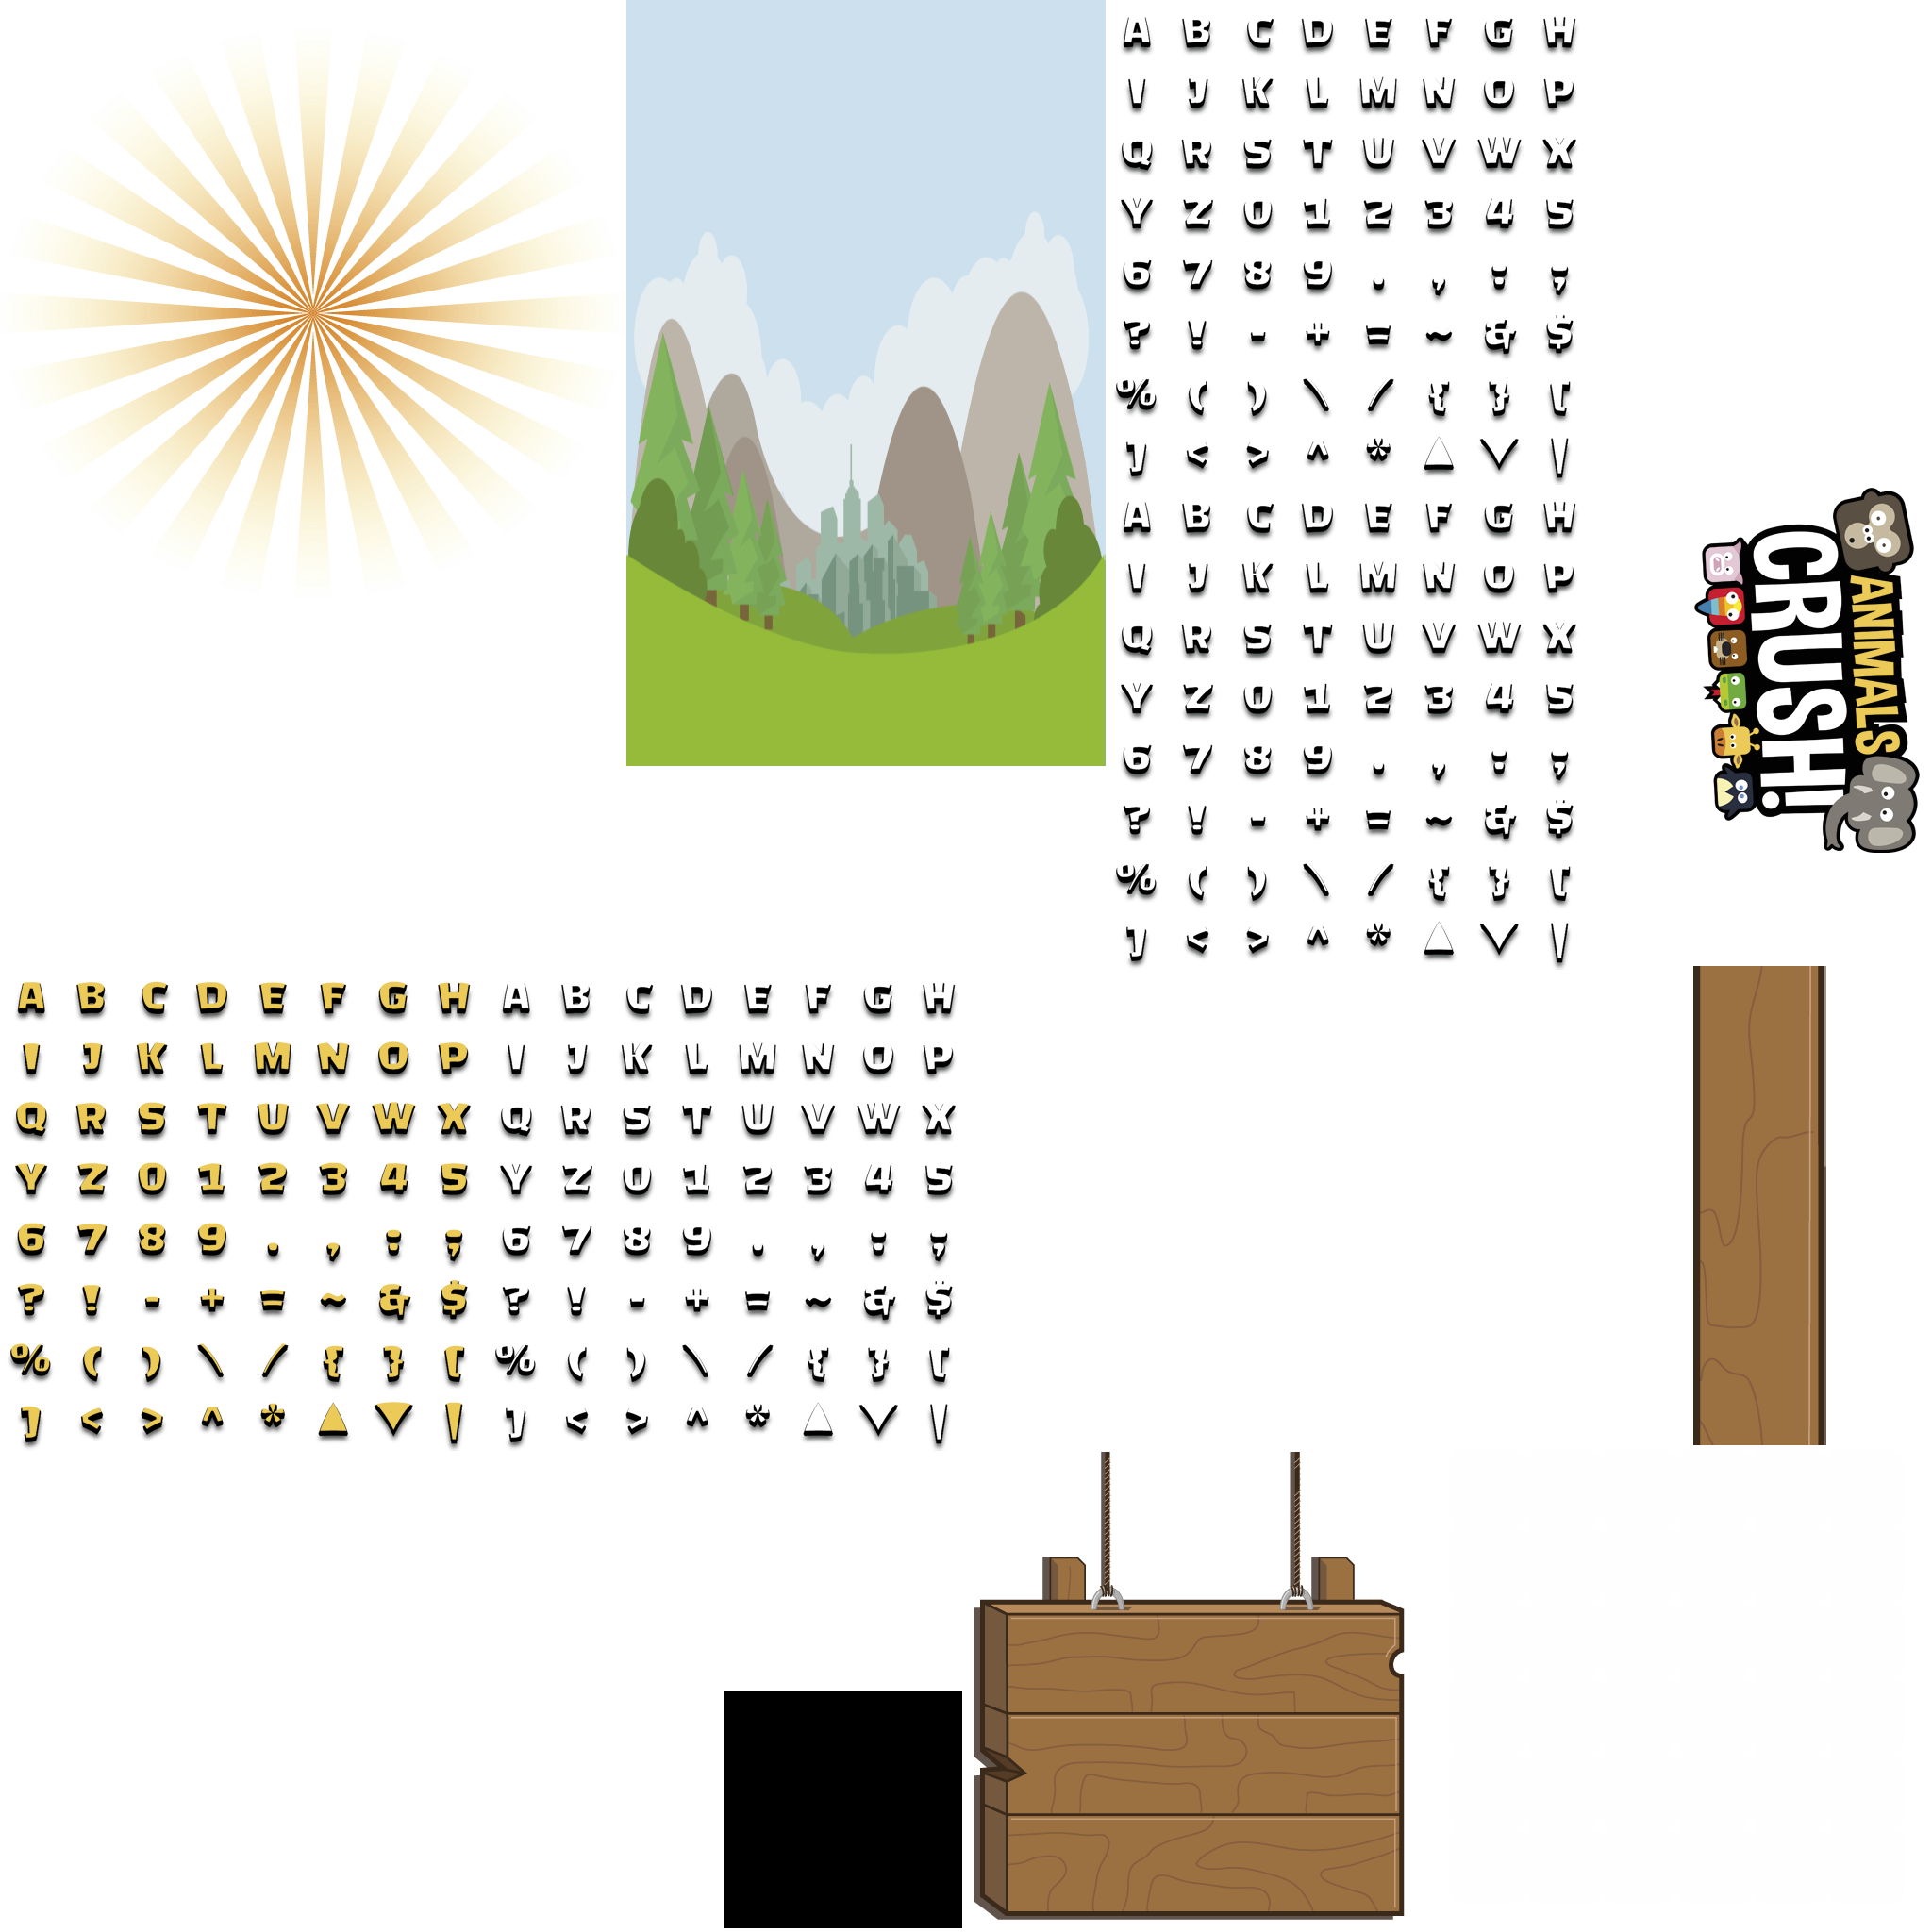 A B C D E F G H
I J K L M N O P
Q R S T U V W X
Y Z 0 1 2 3 4 5
6 7 8 9 . , : ;
? ! - + = ~ & $
% ( ) \ / { } [
] < > ^ * △ ▽ |
A B C D E F G H
I J K L M N O P
Q R S T U V W X
Y Z 0 1 2 3 4 5
6 7 8 9 . , : ;
? ! - + = ~ & $
% ( ) \ / { } [
] < > ^ * △ ▽ |
ANIMALS
CRUSH!
A B C D E F G H A B C D E F G H
I J K L M N O P I J K L M N O P
Q R S T U V W X Q R S T U V W X
Y Z 0 1 2 3 4 5 Y Z 0 1 2 3 4 5
6 7 8 9 . , : ; 6 7 8 9 . , : ;
? ! - + = ~ & $ ? ! - + = ~ & $
% ( ) \ / { } [ % ( ) \ / { } [
] < > ^ * △ ▽ | ] < > ^ * △ ▽ |